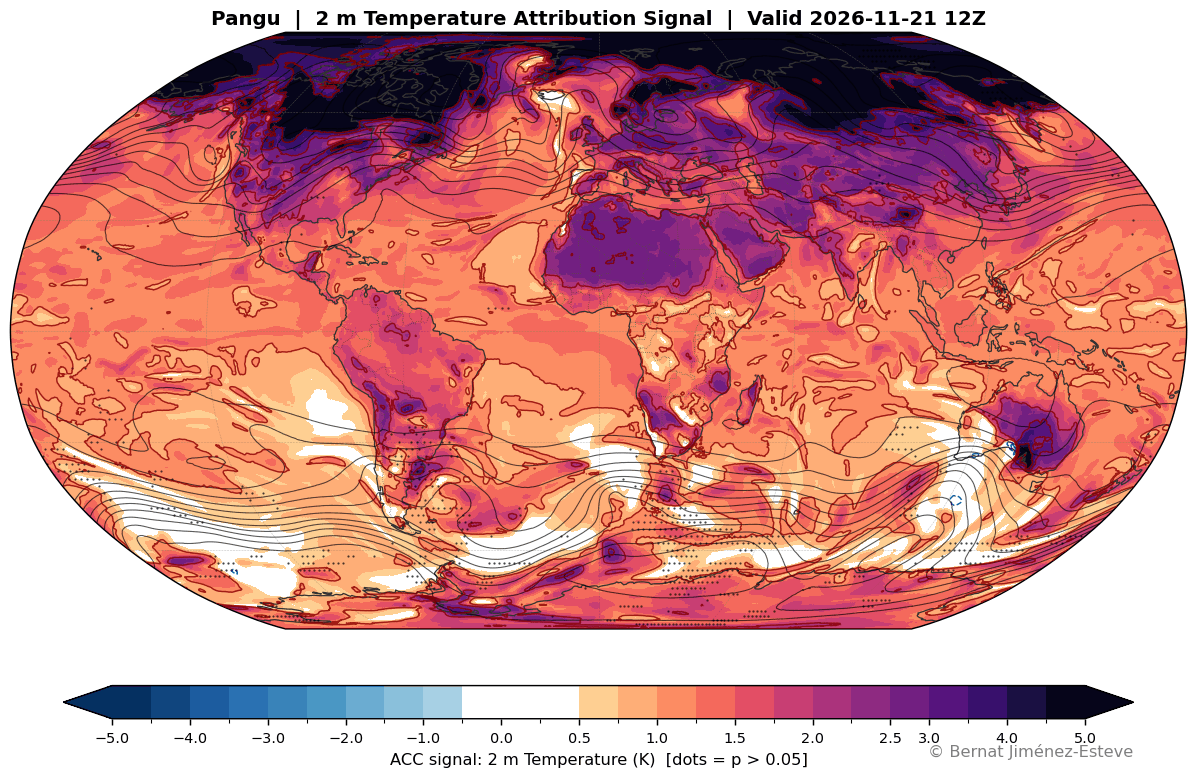 Pangu | 2 m Temperature Attribution Signal | Valid 2026-11-21 12Z
−5.0 −4.0 −3.0 −2.0 −1.0 0.0 0.5 1.0 1.5 2.0 2.5 3.0 4.0 5.0
© Bernat Jiménez-Esteve
ACC signal: 2 m Temperature (K) [dots = p > 0.05]